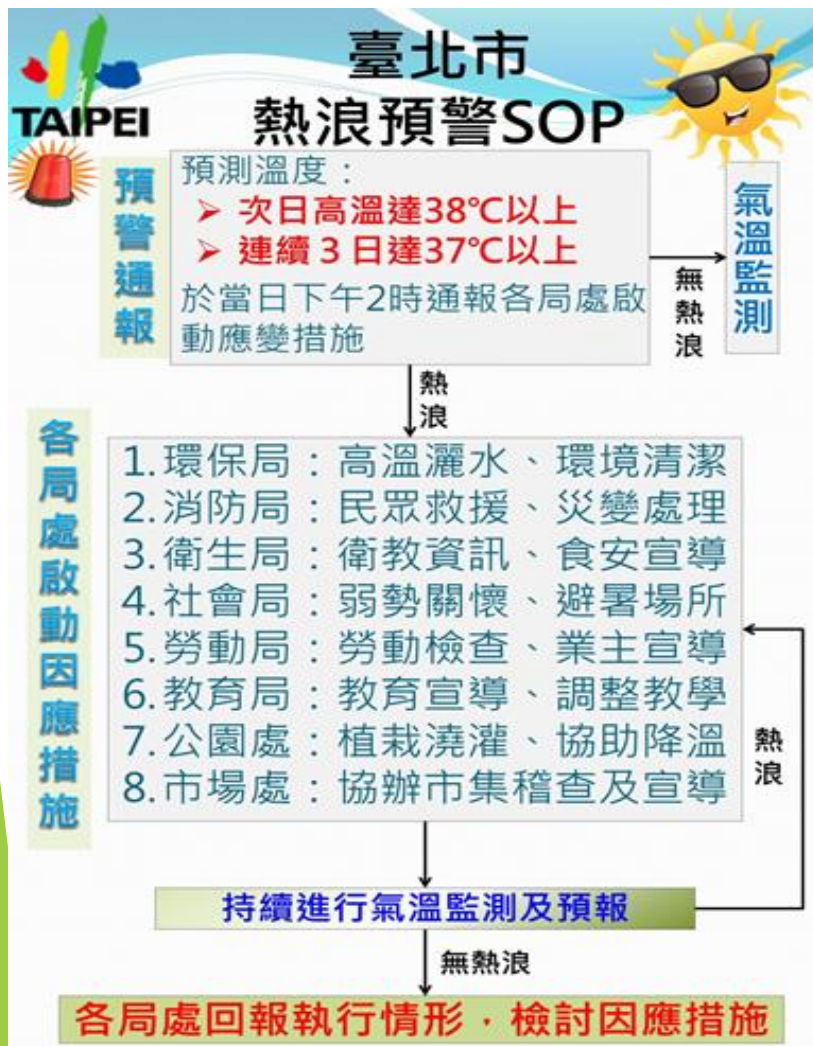 臺北市
TAIPEI
熱浪預警SOP
預警通報
預測溫度：
➢ 次日高溫達38℃以上
➢ 連續3日達37℃以上
於當日下午2時通報各局處啟
動應變措施
無熱浪
氣溫監測
熱浪
各局處啟動因應措施
1.環保局：高溫灑水、環境清潔
2.消防局：民眾救援、災變處理
3.衛生局：衛教資訊、食安宣導
4.社會局：弱勢關懷、避暑場所
5.勞動局：勞動檢查、業主宣導
6.教育局：教育宣導、調整教學
7.公園處：植栽澆灌、協助降溫
8.市場處：協辦市集稽查及宣導
熱浪
持續進行氣溫監測及預報
無熱浪
各局處回報執行情形，檢討因應措施